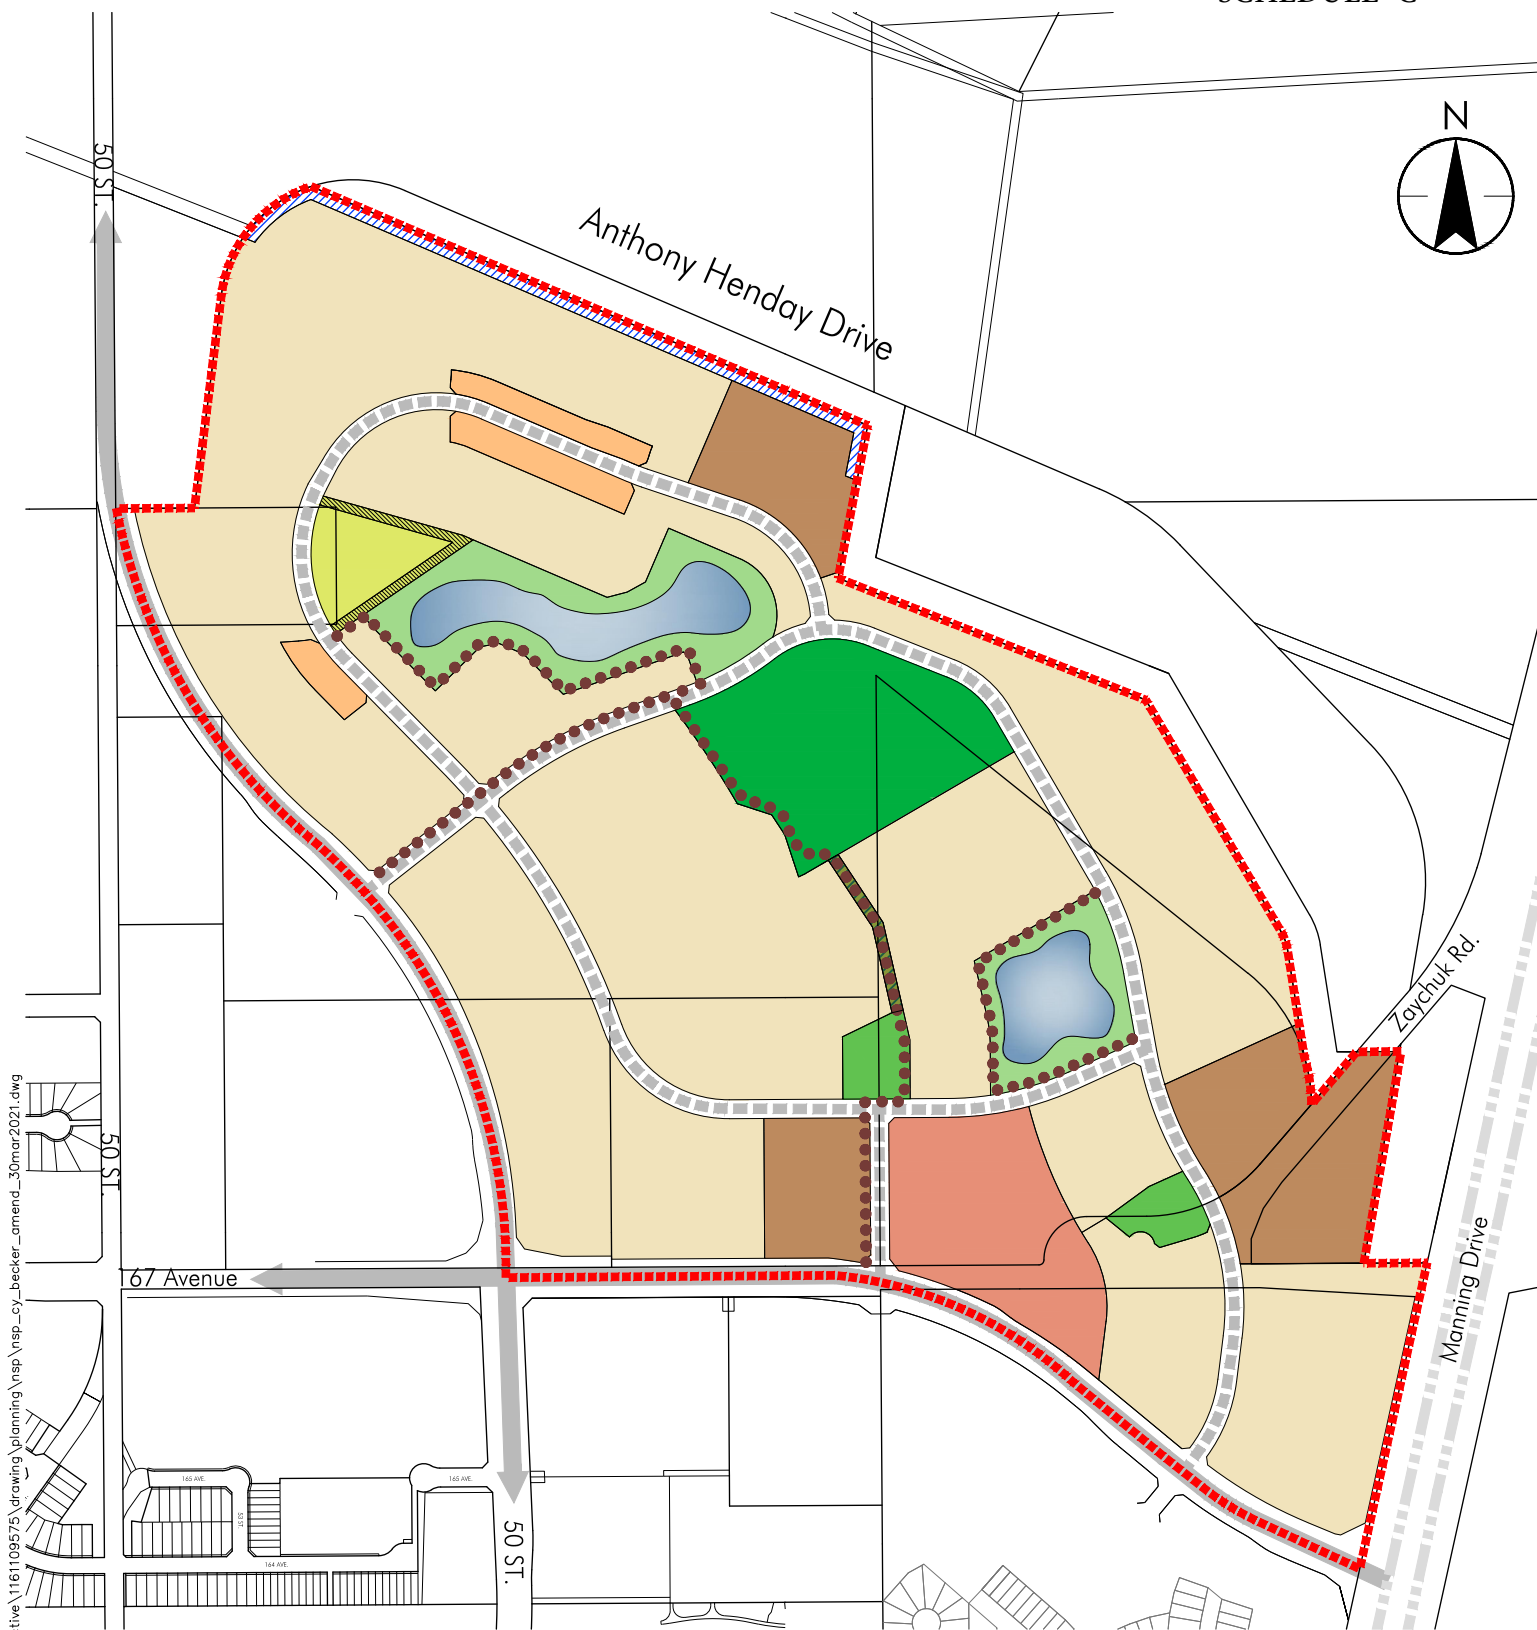 N
50 ST.
Anthony Henday Drive
Zaychuk Rd.
50 ST.
167 Avenue
Manning Drive
165 AVE.
165 AVE.
53 ST.
164 AVE.
50 ST.
tive\1161109575\drawing\planning\nsp\nsp_cy_becker_amend_30mar2021.dwg